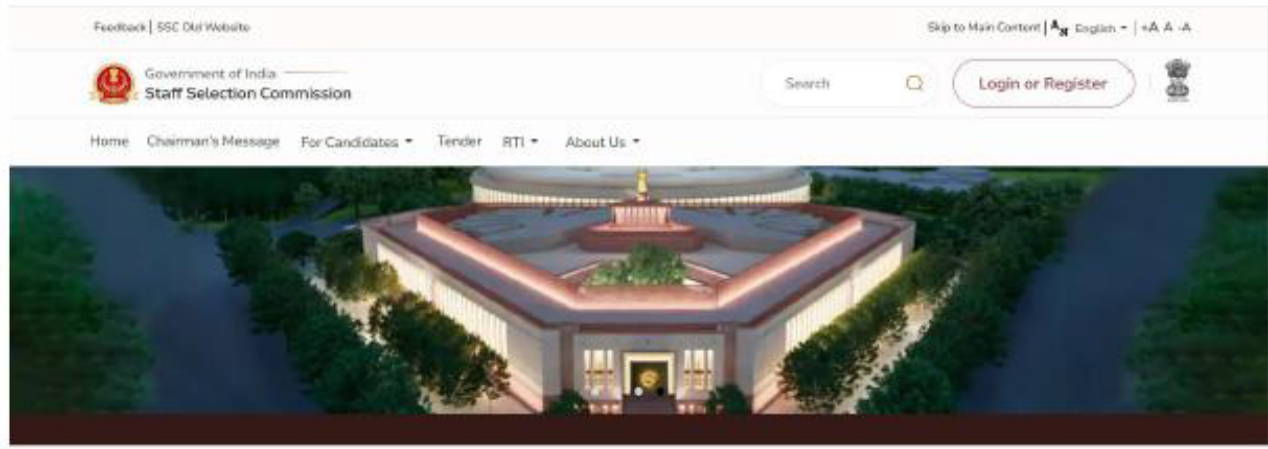 Feedback | SSC Old Website
Skip to Main Content | A अ English | +A A -A
Government of India
Staff Selection Commission
Search
Login or Register
Home Chairman's Message For Candidates Tender RTI About Us